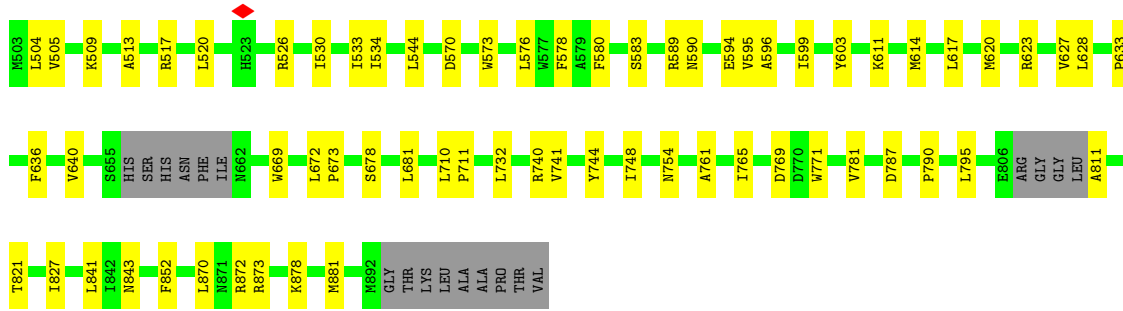 M503 L504 V505 K509 A513 R517 L520 H523 R526 I530 I533 I534 L544 D570 W573 L576 W577 F578 A579 F580 S583 R589 N590 E594 V595 A596 I599 Y603 K611 M614 L617 M620 R623 V627 L628 P633
F636 V640 S655 HIS SER HIS ASN PHE ILE N662 W669 L672 P673 S678 L681 L710 P711 L732 R740 V741 Y744 I748 N754 A761 I765 D769 D770 W771 V781 D787 P790 L795 E806 ARG GLY GLY LEU A811
T821 I827 L841 I842 N843 F852 L870 N871 R872 R873 K878 M881 M892 GLY THR LYS LEU ALA ALA PRO THR VAL